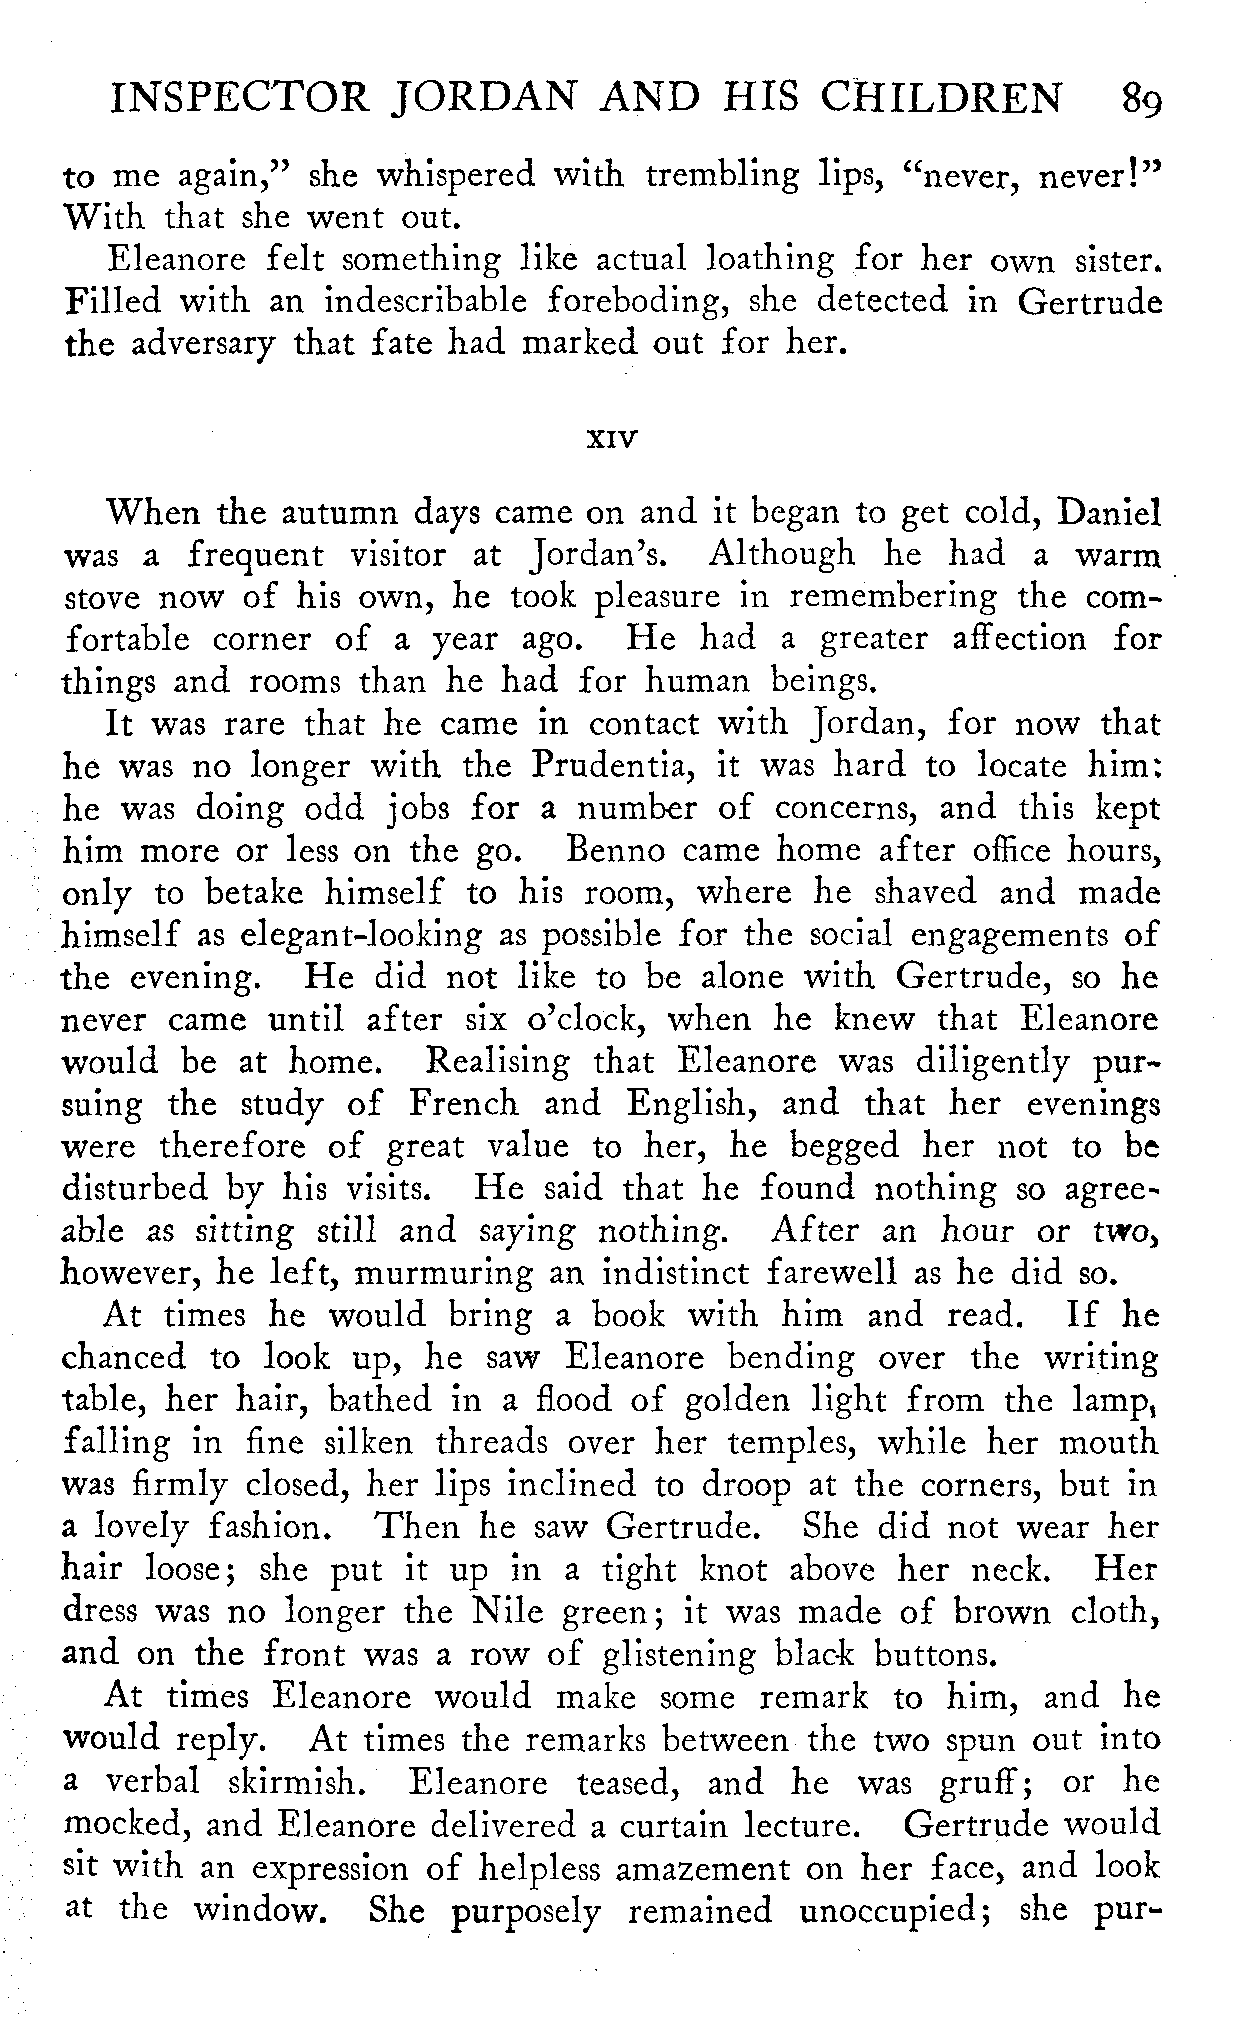 INSPECTOR JORDAN AND HIS CHILDREN 89
to me again,” she whispered with trembling lips, “never, never!”
With that she went out.
Eleanore felt something like actual loathing for her own sister.
Filled with an indescribable foreboding, she detected in Gertrude
the adversary that fate had marked out for her.
XIV
When the autumn days came on and it began to get cold, Daniel
was a frequent visitor at Jordan’s. Although he had a warm
stove now of his own, he took pleasure in remembering the com-
fortable corner of a year ago. He had a greater affection for
things and rooms than he had for human beings.
It was rare that he came in contact with Jordan, for now that
he was no longer with the Prudentia, it was hard to locate him:
he was doing odd jobs for a number of concerns, and this kept
him more or less on the go. Benno came home after office hours,
only to betake himself to his room, where he shaved and made
himself as elegant-looking as possible for the social engagements of
the evening. He did not like to be alone with Gertrude, so he
never came until after six o’clock, when he knew that Eleanore
would be at home. Realising that Eleanore was diligently pur-
suing the study of French and English, and that her evenings
were therefore of great value to her, he begged her not to be
disturbed by his visits. He said that he found nothing so agree-
able as sitting still and saying nothing. After an hour or two,
however, he left, murmuring an indistinct farewell as he did so.
At times he would bring a book with him and read. If he
chanced to look up, he saw Eleanore bending over the writing
table, her hair, bathed in a flood of golden light from the lamp,
falling in fine silken threads over her temples, while her mouth
was firmly closed, her lips inclined to droop at the corners, but in
a lovely fashion. Then he saw Gertrude. She did not wear her
hair loose; she put it up in a tight knot above her neck. Her
dress was no longer the Nile green; it was made of brown cloth,
and on the front was a row of glistening black buttons.
At times Eleanore would make some remark to him, and he
would reply. At times the remarks between the two spun out into
a verbal skirmish. Eleanore teased, and he was gruff; or he
mocked, and Eleanore delivered a curtain lecture. Gertrude would
sit with an expression of helpless amazement on her face, and look
at the window. She purposely remained unoccupied; she pur-